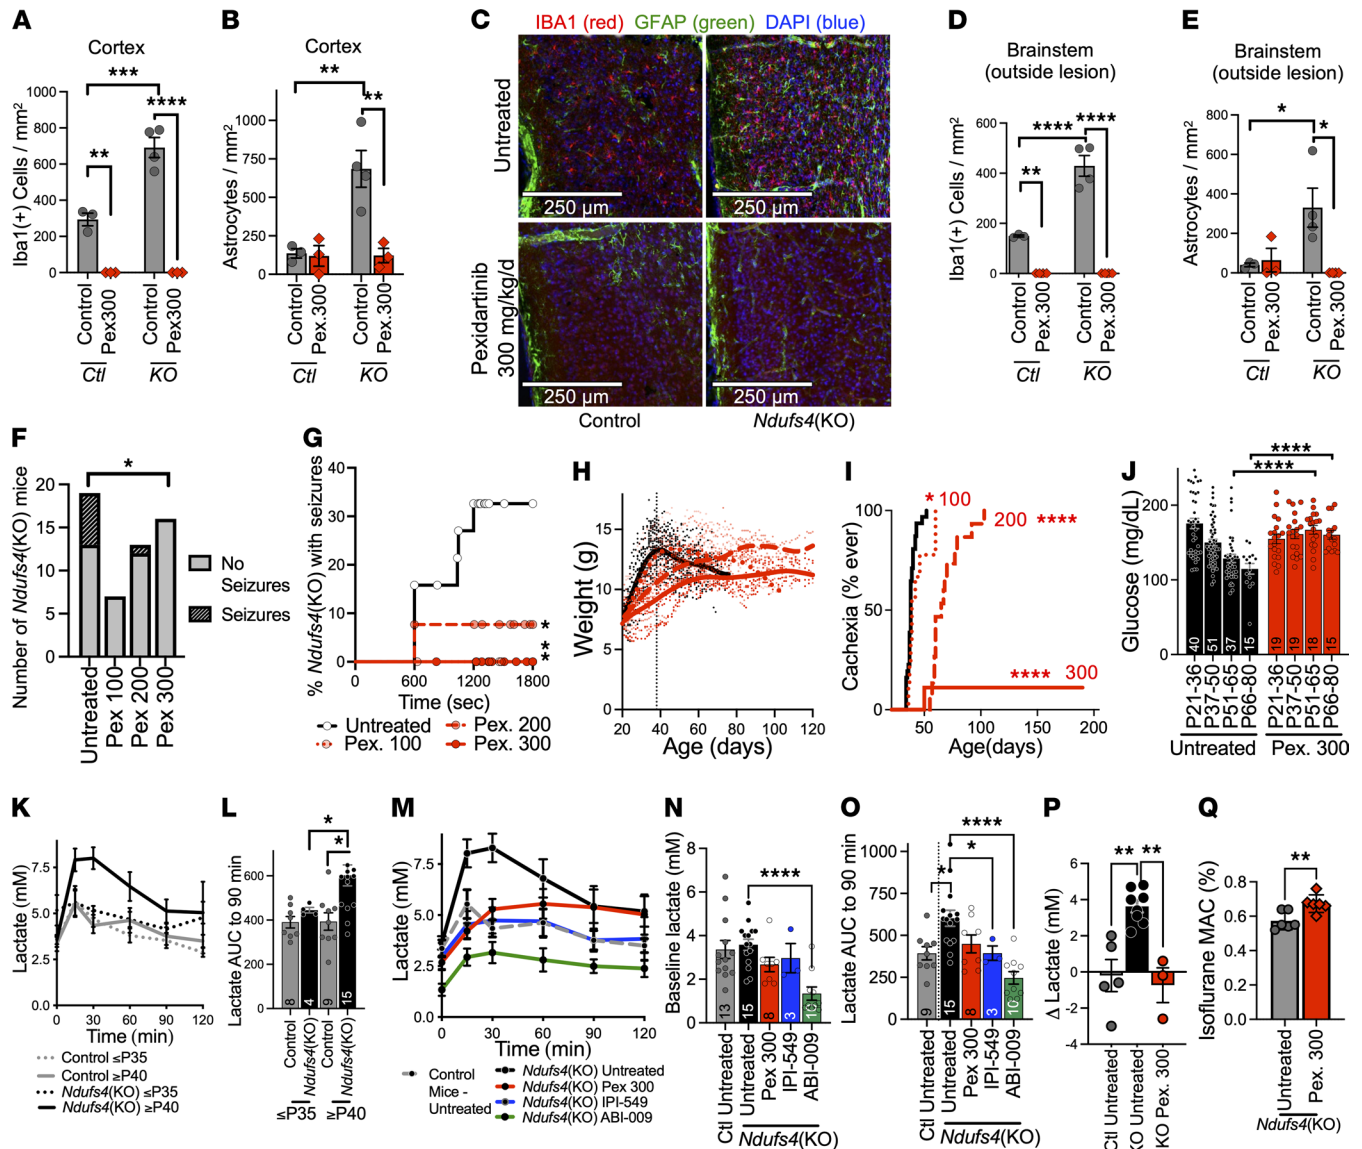 A
Cortex
***
****
**
Iba1(+) Cells / mm²
1000
800
600
400
200
0
Control
Pex300
Control
Pex300
Ctl
KO
B
Cortex
**
**
Astrocytes / mm²
1000
750
500
250
0
Control
Pex.300
Control
Pex.300
Ctl
KO
C
IBA1 (red) GFAP (green) DAPI (blue)
Untreated
250 µm
250 µm
Pexidartinib
300 mg/kg/d
250 µm
250 µm
Control
Ndufs4(KO)
D
Brainstem
(outside lesion)
****
****
**
Iba1(+) Cells / mm²
600
400
200
0
Control
Pex.300
Control
Pex.300
Ctl
KO
E
Brainstem
(outside lesion)
*
*
Astrocytes / mm²
800
600
400
200
0
Control
Pex.300
Control
Pex.300
Ctl
KO
F
*
Number of Ndufs4(KO) mice
20
15
10
5
0
Untreated
Pex 100
Pex 200
Pex 300
No
Seizures
Seizures
G
% Ndufs4(KO) with seizures
40
30
20
10
0
*
*
*
0
600
1200
1800
Time (sec)
Untreated
Pex. 200
Pex. 100
Pex. 300
H
Weight (g)
15
10
5
0
20
40
60
80
100
120
Age (days)
I
Cachexia (% ever)
100
50
0
* 100
200 ****
**** 300
50
100
150
200
Age(days)
J
****
****
Glucose (mg/dL)
200
100
0
40
51
37
15
19
19
18
15
P21-36
P37-50
P51-65
P66-80
P21-36
P37-50
P51-65
P66-80
Untreated
Pex. 300
K
Lactate (mM)
7.5
5.0
2.5
0.0
0
30
60
90
120
Time (min)
Control ≤P35
Control ≥P40
Ndufs4(KO) ≤P35
Ndufs4(KO) ≥P40
L
*
*
Lactate AUC to 90 min
600
400
200
0
8
4
9
15
Control
Ndufs4(KO)
Control
Ndufs4(KO)
≤P35
≥P40
M
Lactate (mM)
7.5
5.0
2.5
0.0
0
30
60
90
120
Time (min)
Control
Mice -
Untreated
Ndufs4(KO) Untreated
Ndufs4(KO) Pex 300
Ndufs4(KO) IPI-549
Ndufs4(KO) ABI-009
N
****
Baseline lactate (mM)
8
6
4
2
0
13
15
8
3
Ctl Untreated
Untreated
Pex 300
IPI-549
ABI-009
Ndufs4(KO)
O
****
*
*
Lactate AUC to 90 min
1000
750
500
250
0
9
15
8
3
10
Ctl Untreated
Untreated
Pex 300
IPI-549
ABI-009
Ndufs4(KO)
P
** **
Δ Lactate (mM)
6
4
2
0
-2
-4
Ctl Untreated
KO Untreated
KO Pex. 300
Q
**
Isoflurane MAC (%)
0.8
0.6
0.4
0.2
0.0
Untreated
Pex. 300
Ndufs4(KO)